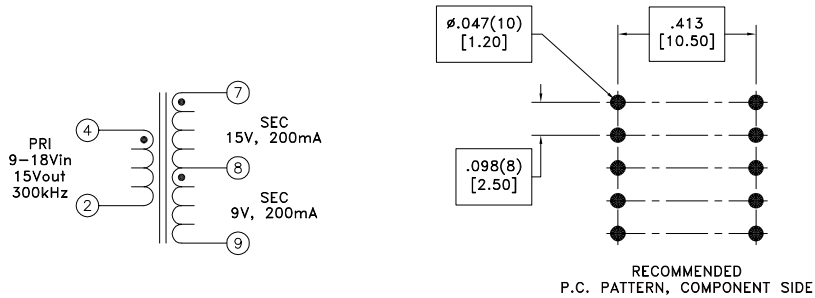 4
2
PRI
9-18Vin
15Vout
300kHz
7
8
9
SEC
15V, 200mA
SEC
9V, 200mA
ø.047(10)
[1.20]
.413
[10.50]
.098(8)
[2.50]
RECOMMENDED
P.C. PATTERN, COMPONENT SIDE